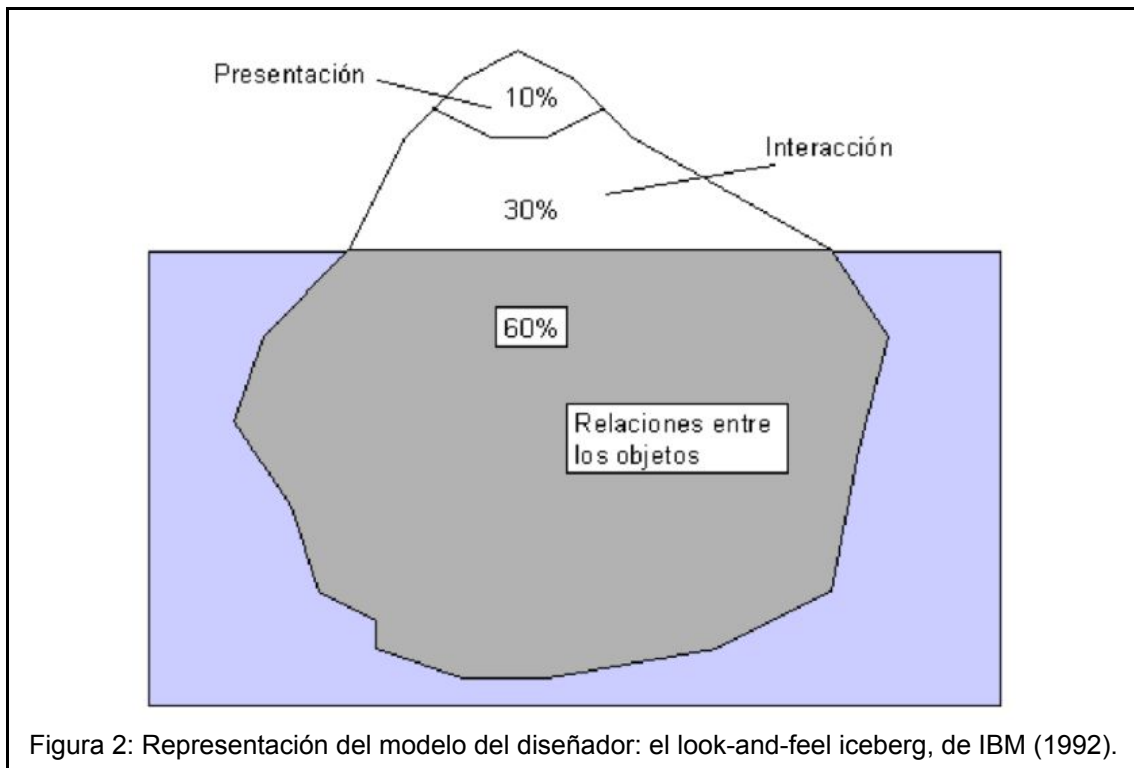 Presentación
10%
Interacción
30%
60%
Relaciones entre
los objetos
Figura 2: Representación del modelo del diseñador: el look-and-feel iceberg, de IBM (1992).